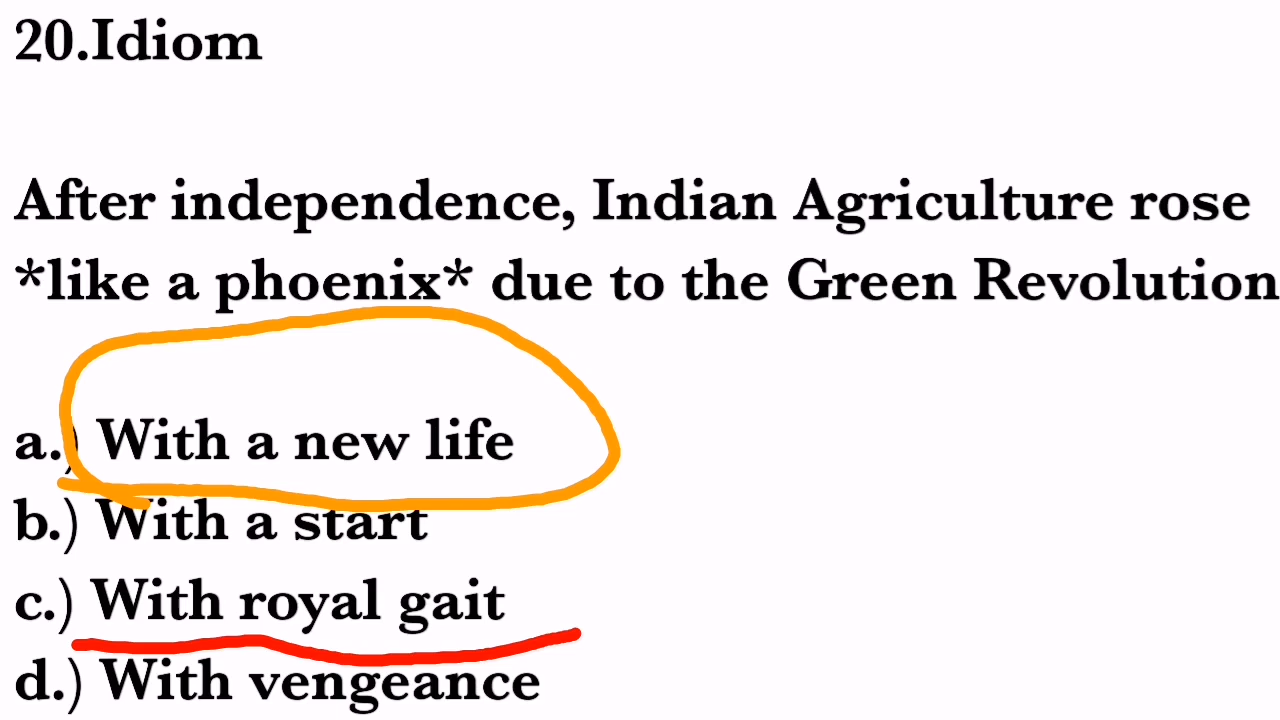 20.Idiom
After independence, Indian Agriculture rose
*like a phoenix* due to the Green Revolution
a.) With a new life
b.) With a start
c.) With royal gait
d.) With vengeance